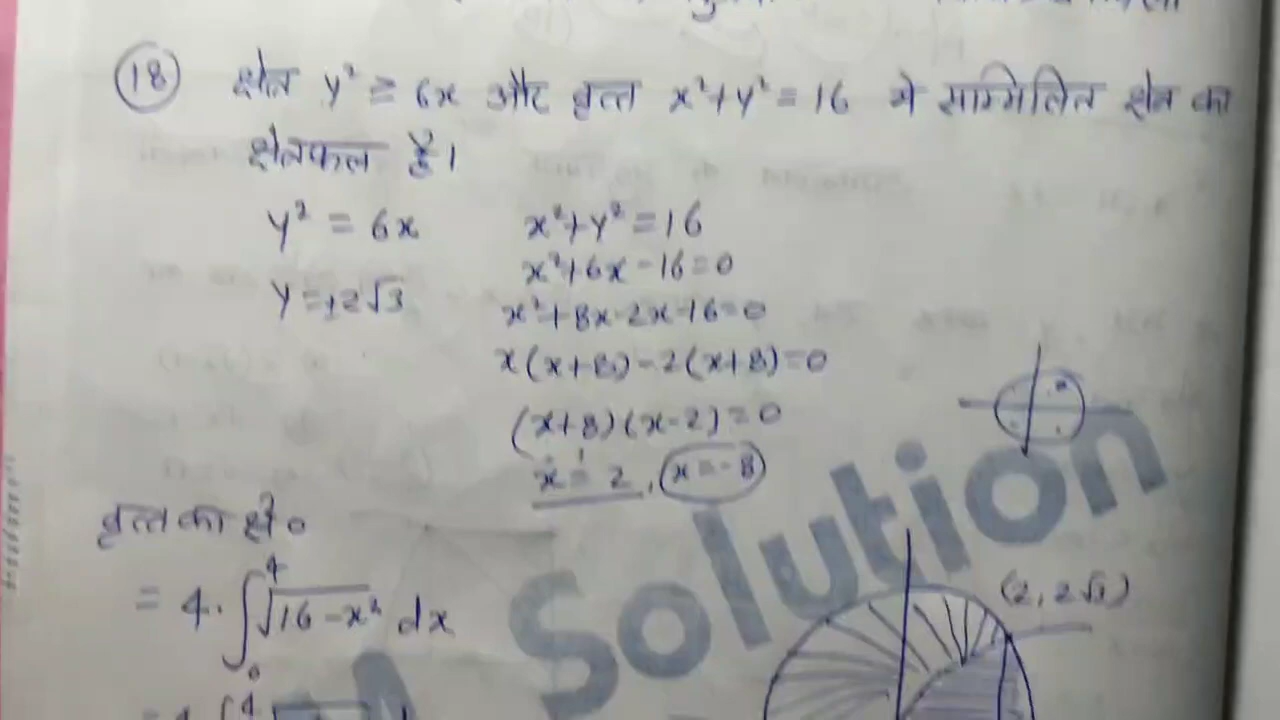 (18) क्षेत्र y² ≥ 6x और वृत्त x²+y² = 16 मे सम्मिलित क्षेत्र का
क्षेत्रफल है।
y² = 6x
x²+y² = 16
x²+6x-16=0
y = ±2√3
x²+8x-2x-16=0
x(x+8)-2(x+8)=0
(x+8)(x-2)=0
x = 2, x = -8
वृत्त का क्षे०
= 4. ∫₀⁴ √16-x² dx
(2, 2√3)
Solution